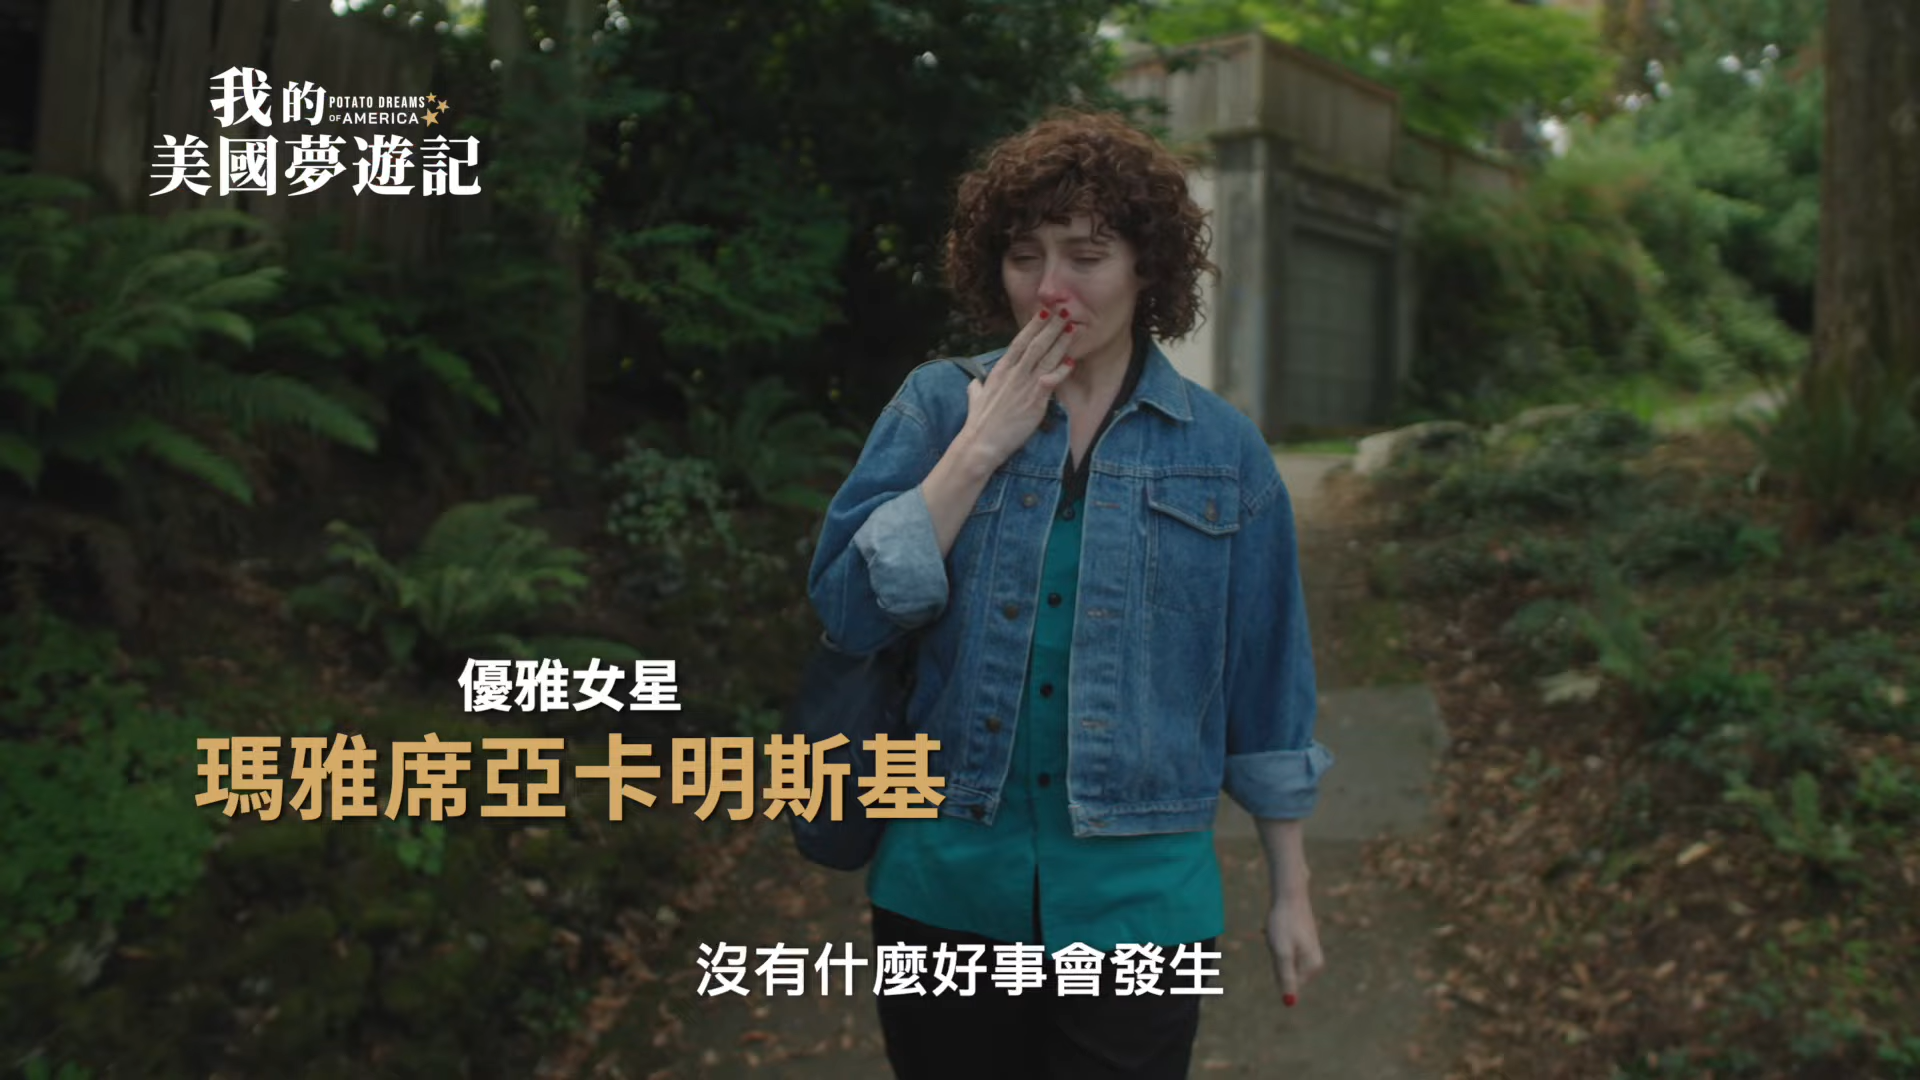 我的
POTATO DREAMS
OF AMERICA
美國夢遊記
優雅女星
瑪雅席亞卡明斯基
沒有什麼好事會發生